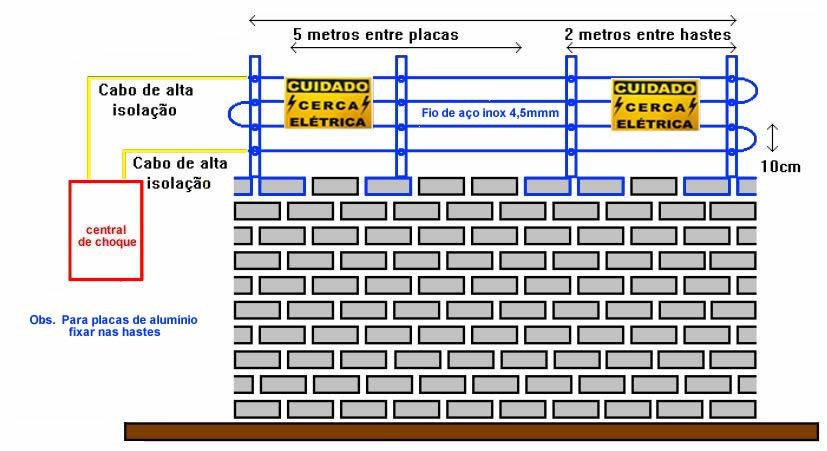 5 metros entre placas
2 metros entre hastes
Cabo de alta
isolação
CUIDADO
CERCA
ELÉTRICA
Fio de aço inox 4,5mmm
CUIDADO
CERCA
ELÉTRICA
Cabo de alta
isolação
10cm
central
de choque
Obs. Para placas de alumínio
fixar nas hastes